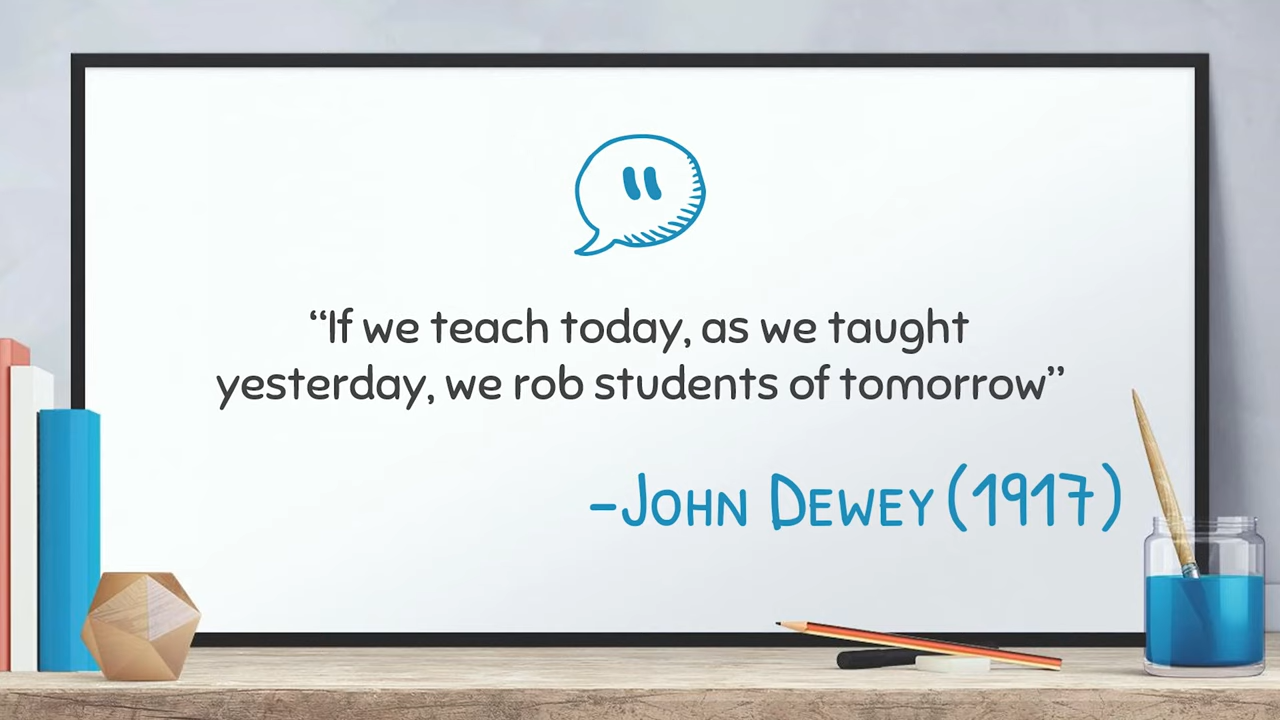 “If we teach today, as we taught
yesterday, we rob students of tomorrow”
-JOHN DEWEY (1917)